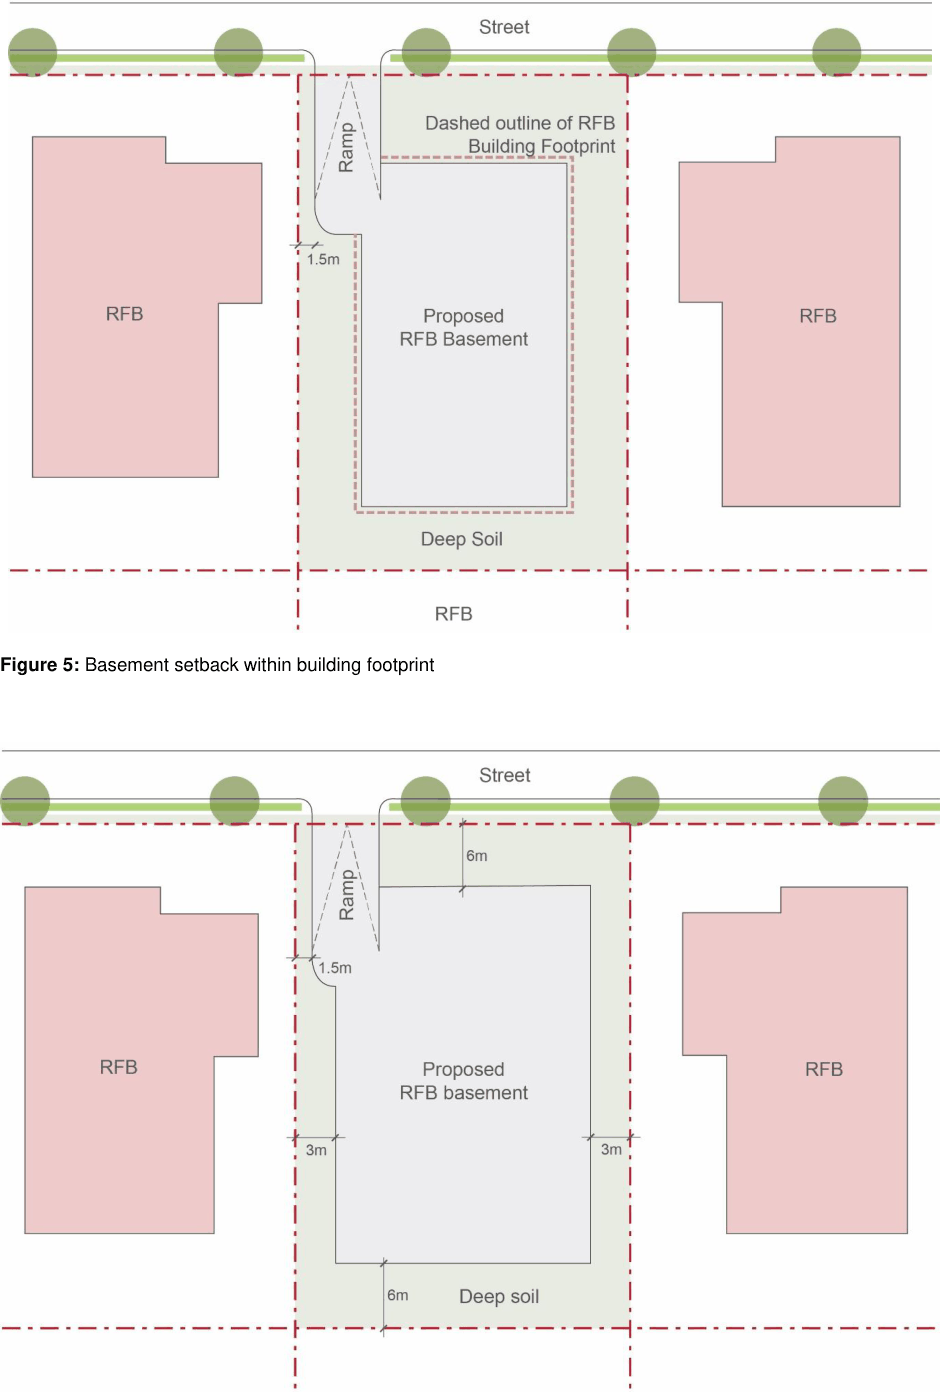 Street
Dashed outline of RFB
Building Footprint
Ramp
1.5m
RFB
Proposed
RFB Basement
RFB
Deep Soil
RFB
Figure 5: Basement setback within building footprint
Street
6m
Ramp
1.5m
RFB
Proposed
RFB basement
RFB
3m
3m
6m
Deep soil